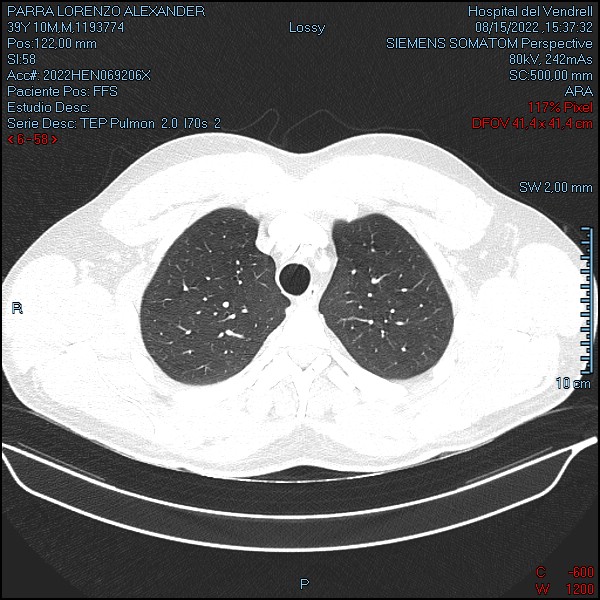 PARRA LORENZO ALEXANDER
39Y 10M,M,1193774
Pos:122,00 mm
SI:58
Acc#: 2022HEN069206X
Paciente Pos: FFS
Estudio Desc:
Serie Desc: TEP Pulmon 2.0 I70s 2
<6-58>
Lossy
Hospital del Vendrell
08/15/2022 ,15:37:32
SIEMENS SOMATOM Perspective
80kV, 242mAs
SC:500,00 mm
ARA
117% Pixel
DFOV 41,4 x 41,4 cm
SW 2,00 mm
R
10 cm
P
C -600
W 1200